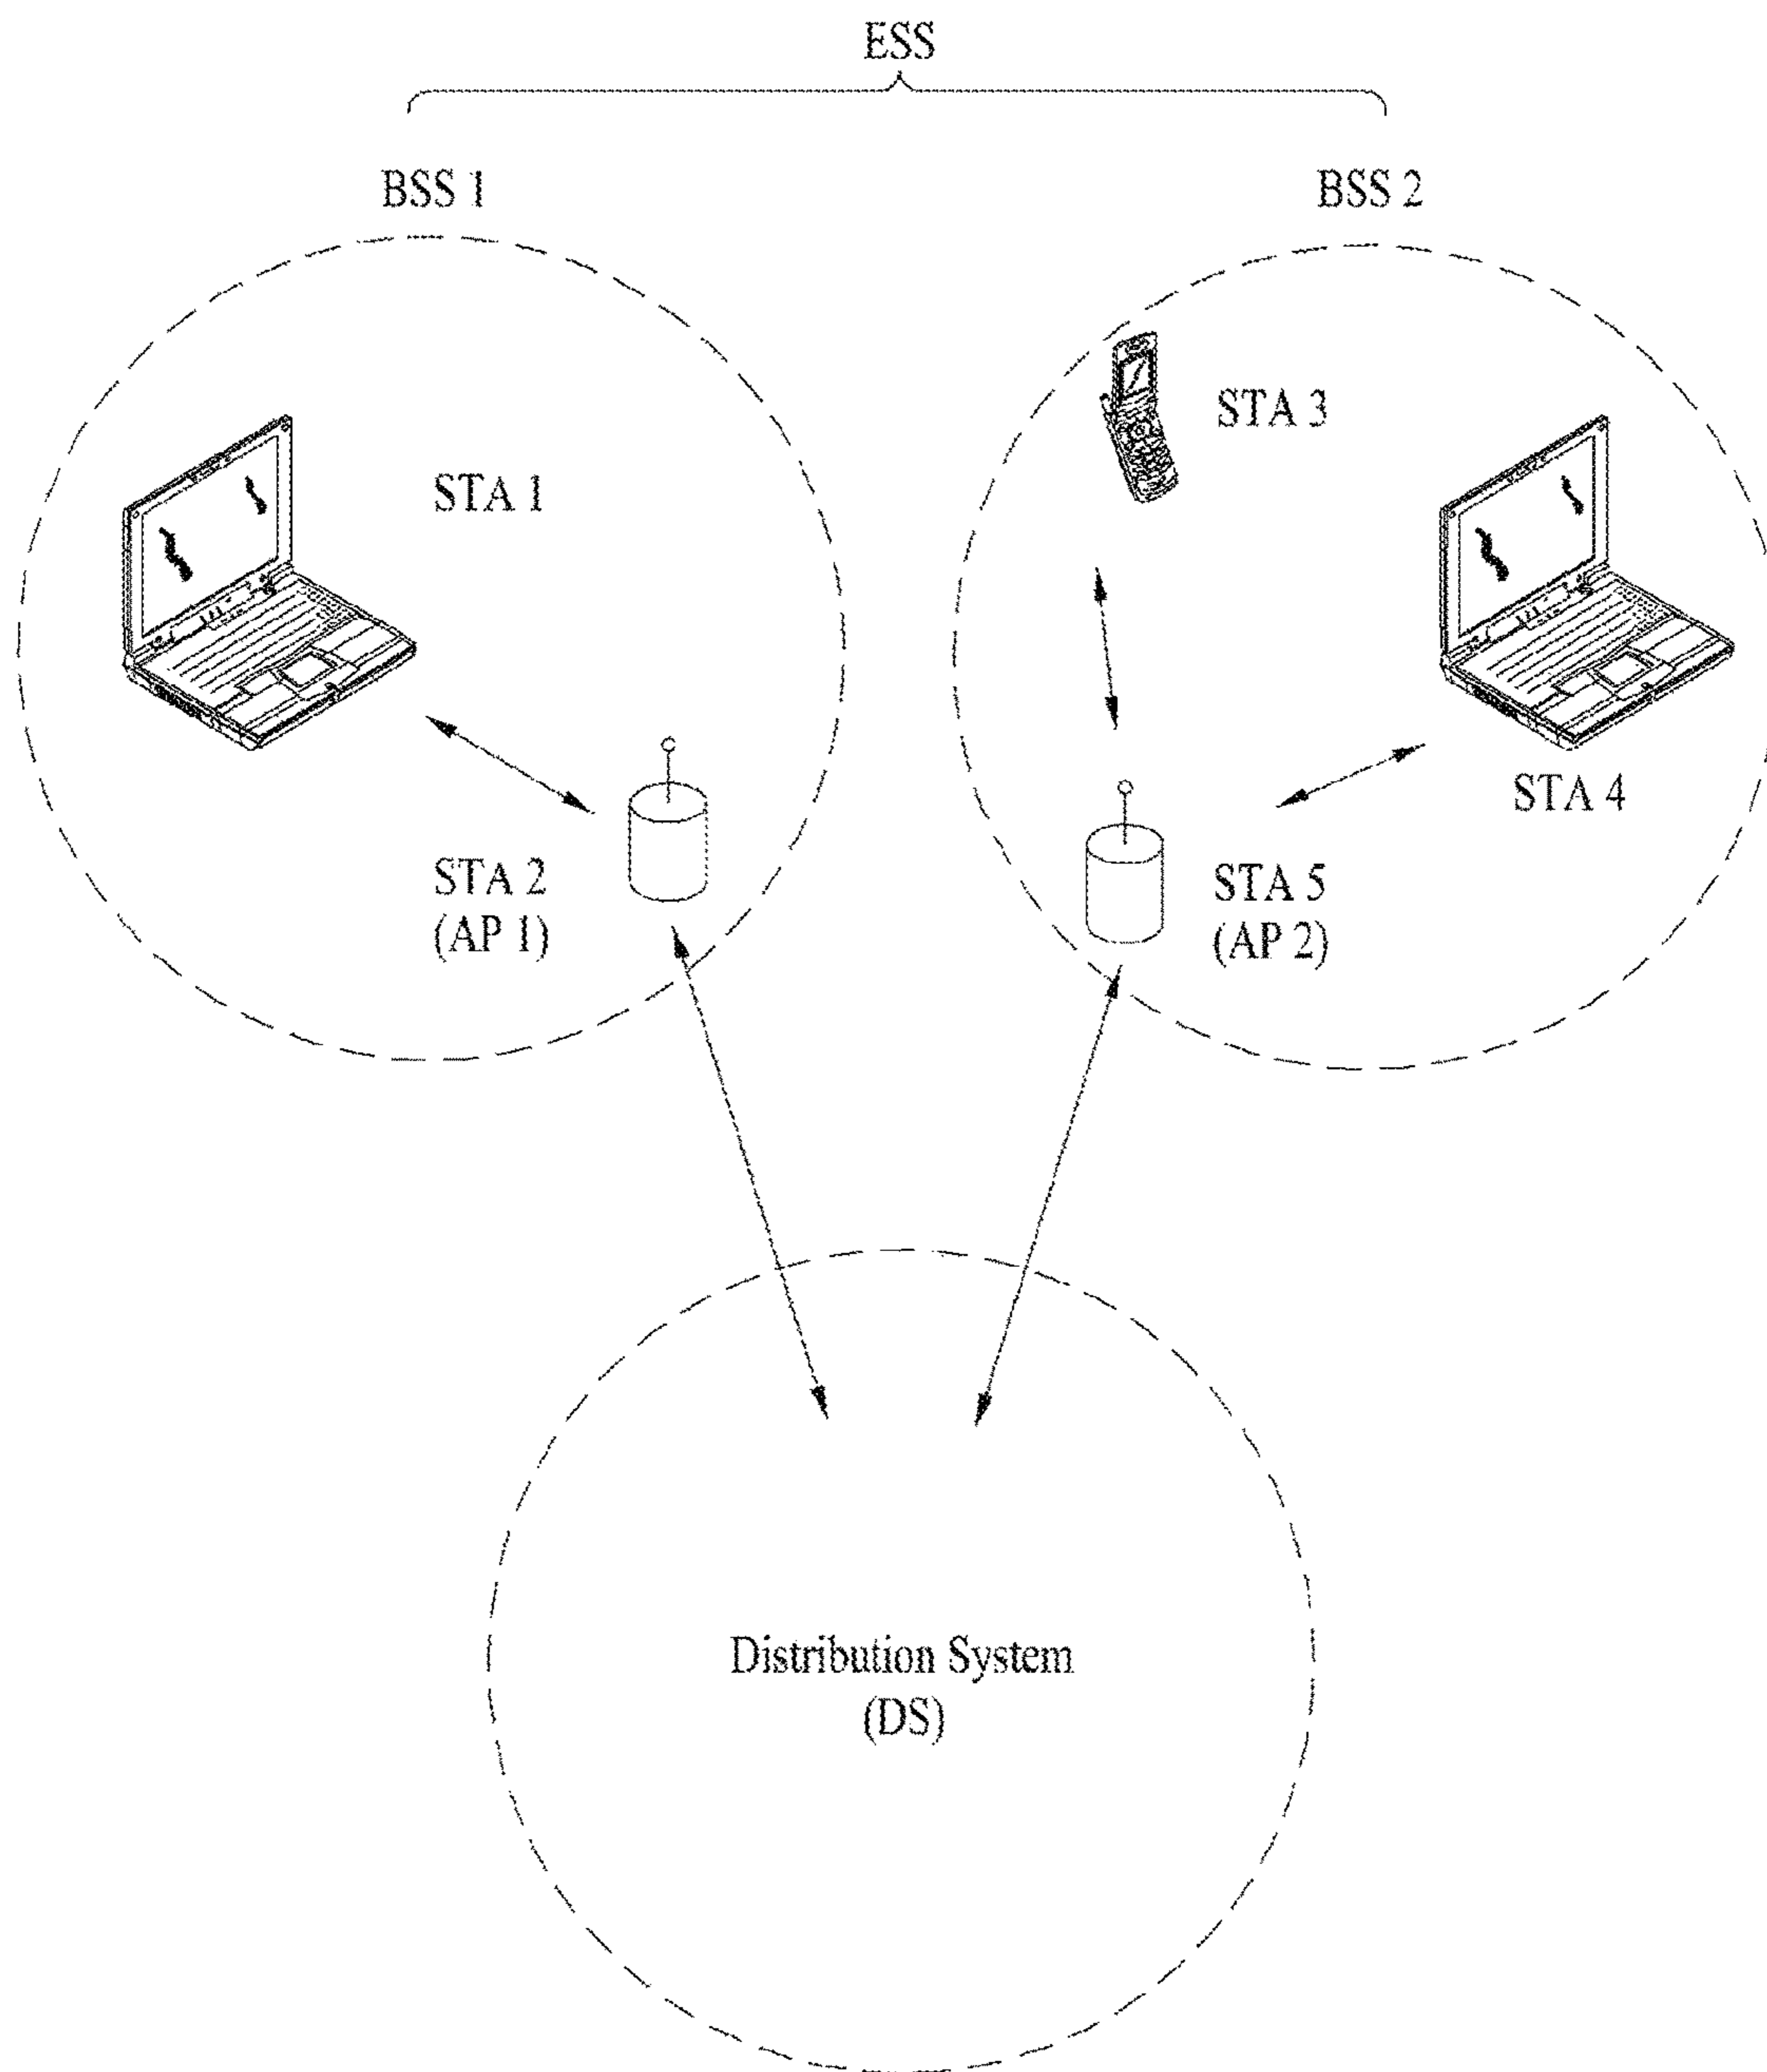 ESS
BSS 1
BSS 2
STA 3
STA 1
STA 4
STA 2
(AP 1)
STA 5
(AP 2)
Distribution System
(DS)